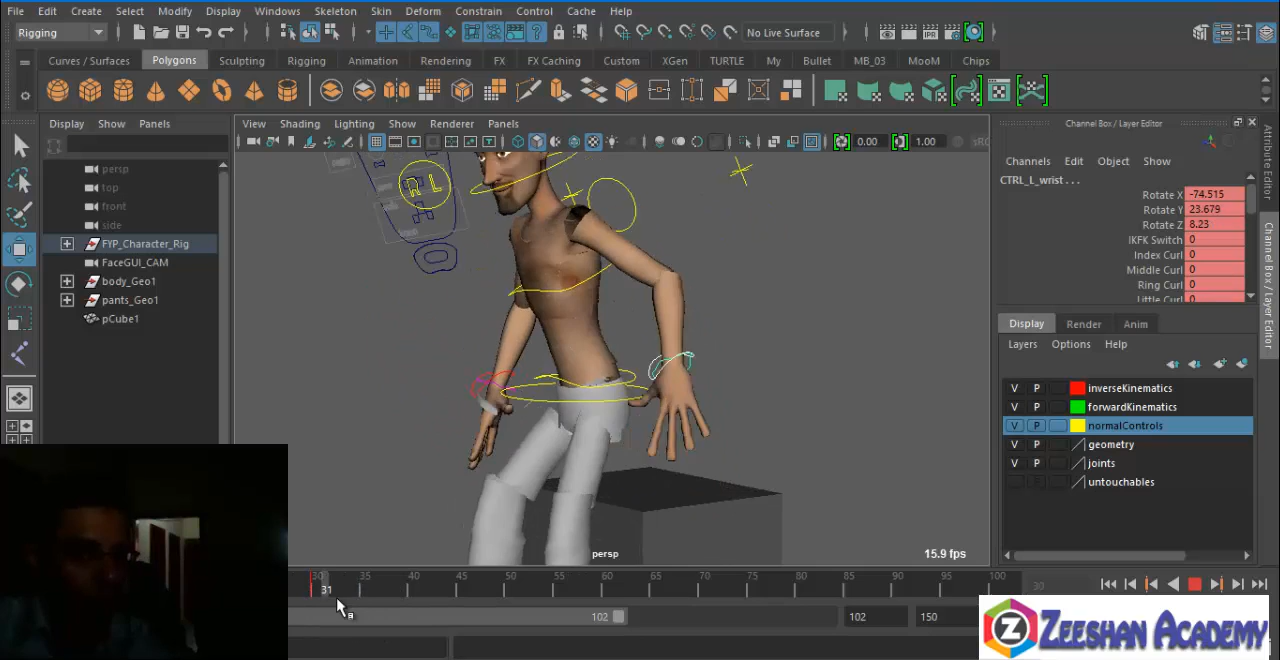 File Edit Create Select Modify Display Windows Skeleton Skin Deform Constrain Control Cache Help
Rigging No Live Surface
Curves / Surfaces Polygons Sculpting Rigging Animation Rendering FX FX Caching Custom XGen TURTLE My Bullet MB_03 MooM Chips
Display Show Panels
View Shading Lighting Show Renderer Panels
0.00 1.00
persp
top
front
side
FYP_Character_Rig
FaceGUI_CAM
body_Geo1
pants_Geo1
pCube1
R L
persp
15.9 fps
Channel Box / Layer Editor
Channels Edit Object Show
CTRL_L_wrist . . .
Rotate X -74.515
Rotate Y 23.679
Rotate Z 8.23
IKFK Switch 0
Index Curl 0
Middle Curl 0
Ring Curl 0
Little Curl 0
Display Render Anim
Layers Options Help
V P inverseKinematics
V P forwardKinematics
V P normalControls
V P geometry
V P joints
untouchables
Attribute Editor
Channel Box / Layer Editor
30 35 40 45 50 55 60 65 70 75 80 85 90 95 100
31
30
102 102 150
Z ZEESHAN ACADEMY